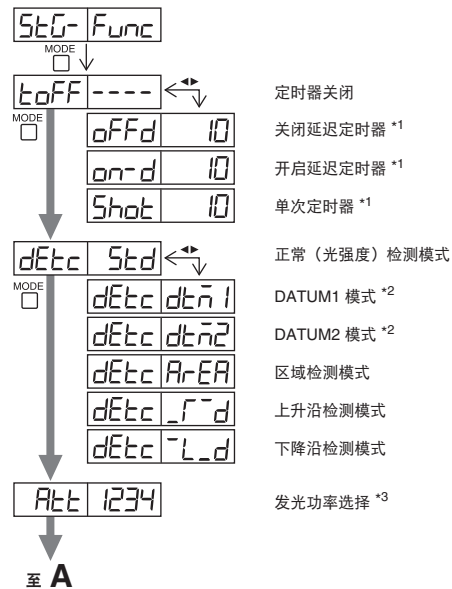 StG- Func
MODE
toFF ----
定时器关闭
MODE
oFFd 10
关闭延迟定时器 *1
on-d 10
开启延迟定时器 *1
Shot 10
单次定时器 *1
dEtc Std
正常（光强度）检测模式
MODE
dEtc dtm1
DATUM1 模式 *2
dEtc dtm2
DATUM2 模式 *2
dEtc ArEA
区域检测模式
dEtc _┌‾d
上升沿检测模式
dEtc ‾L_d
下降沿检测模式
Att 1234
发光功率选择 *3
至 A